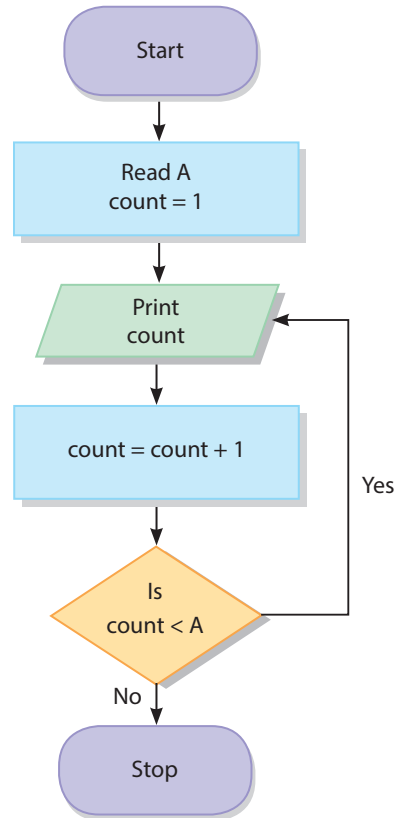 Start
Read A
count = 1
Print
count
count = count + 1
Yes
Is
count < A
No
Stop